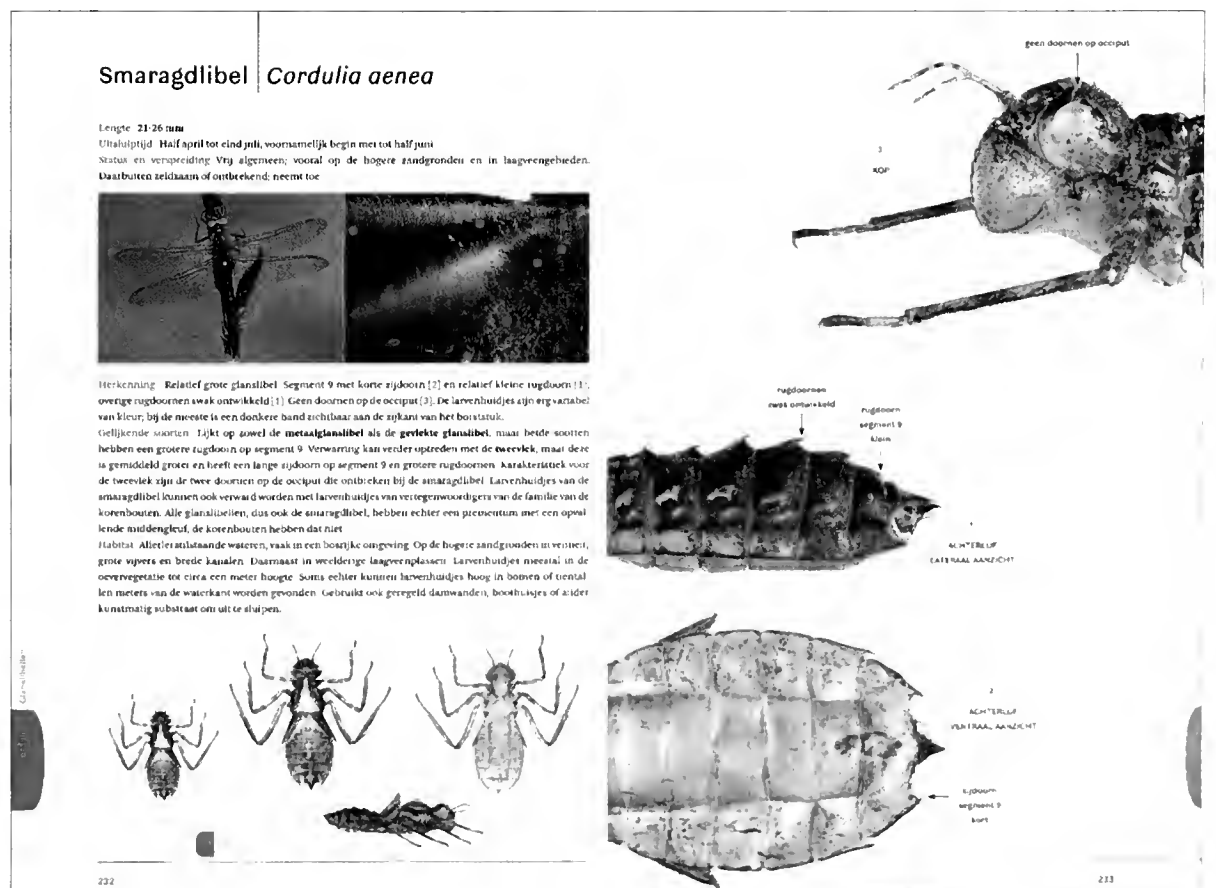 Smaragdlibel | Cordulia aenea
Lengte 21-26 mm
Uitsluiptijd Half april tot eind juli, voornamelijk begin mei tot half juni
Status en verspreiding Vrij algemeen; vooral op de hogere zandgronden en in laagveengebieden.
Daarbuiten zeldzaam of ontbrekend; neemt toe
Herkenning Relatief grote glanslibel. Segment 9 met korte zijdoorn [2] en relatief kleine rugdoorn [1],
overige rugdoornen zwak ontwikkeld [1]. Geen doornen op de occiput [3]. De larvenhuidjes zijn erg variabel
van kleur; bij de meeste is een donkere band zichtbaar aan de zijkant van het borststuk.
Gelijkende soorten Lijkt op zowel de metaalglanslibel als de gevlekte glanslibel, maar beide soorten
hebben een grotere rugdoorn op segment 9. Verwarring kan verder optreden met de tweevlek, maar deze
is gemiddeld groter en heeft een lange zijdoorn op segment 9 en grotere rugdoornen. Karakteristiek voor
de tweevlek zijn de twee doornen op de occiput die ontbreken bij de smaragdlibel. Larvenhuidjes van de
smaragdlibel kunnen ook verward worden met larvenhuidjes van vertegenwoordigers van de familie van de
korenbouten. Alle glanslibellen, dus ook de smaragdlibel, hebben echter een prementum met een opval-
lende middengleuf, de korenbouten hebben dat niet
Habitat Allerlei stilstaande wateren, vaak in een bosrijke omgeving. Op de hogere zandgronden in vennen,
grote vijvers en brede kanalen. Daarnaast in weelderige laagveenplassen. Larvenhuidjes meestal in de
oevervegetatie tot circa een meter hoogte. Soms echter kunnen larvenhuidjes hoog in bomen of tiental-
len meters van de waterkant worden gevonden. Gebruikt ook geregeld damwanden, boothuisjes of ander
kunstmatig substraat om uit te sluipen.
Glanslibellen
232
geen doornen op occiput
3
KOP
rugdoornen
zwak ontwikkeld
rugdoorn
segment 9
klein
1
ACHTERLIJF
LATERAAL AANZICHT
2
ACHTERLIJF
VENTRAAL AANZICHT
zijdoorn
segment 9
kort
233